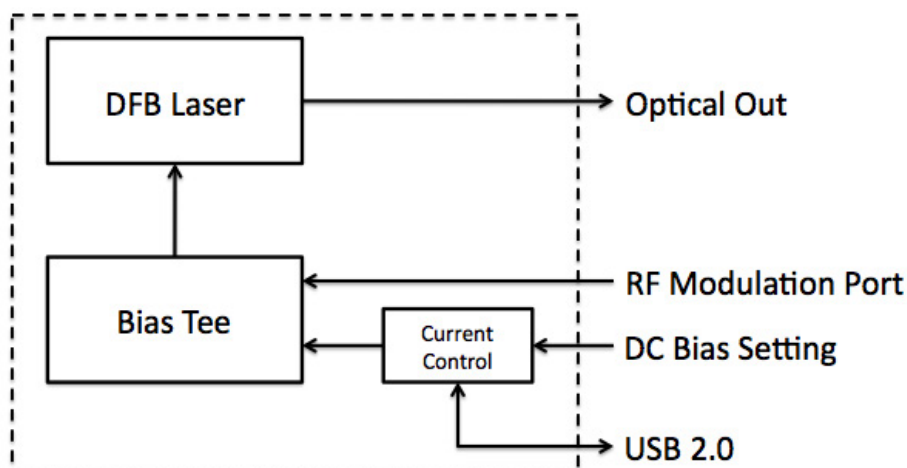 DFB Laser
Optical Out
Bias Tee
RF Modulation Port
Current
Control
DC Bias Setting
USB 2.0